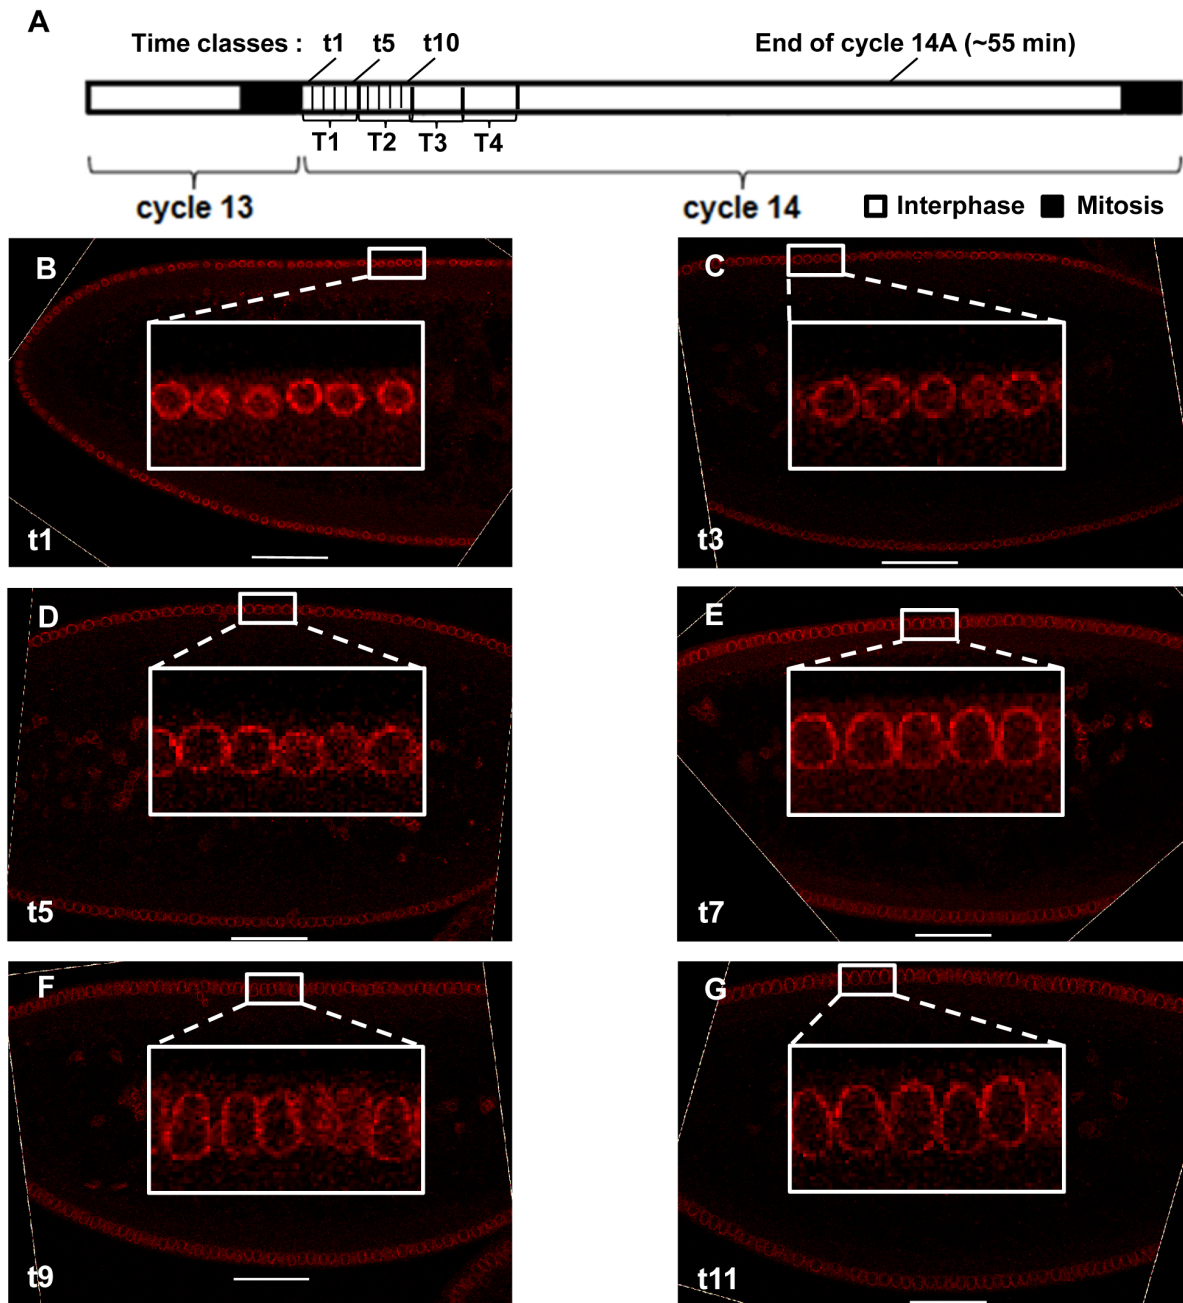 A
Time classes : t1 t5 t10 End of cycle 14A (~55 min)
T1 T2 T3 T4
cycle 13 cycle 14 Interphase Mitosis
B
t1
C
t3
D
t5
E
t7
F
t9
G
t11